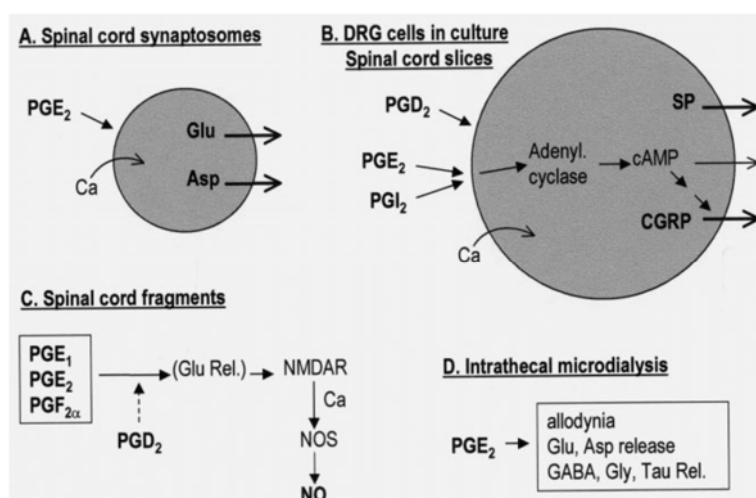 A. Spinal cord synaptosomes
PGE2
Glu
Asp
Ca
B. DRG cells in culture
Spinal cord slices
PGD2
PGE2
PGI2
Adenyl.
cyclase
cAMP
SP
CGRP
Ca
C. Spinal cord fragments
PGE1
PGE2
PGF2α
PGD2
(Glu Rel.)
NMDAR
Ca
NOS
NO
D. Intrathecal microdialysis
PGE2
allodynia
Glu, Asp release
GABA, Gly, Tau Rel.